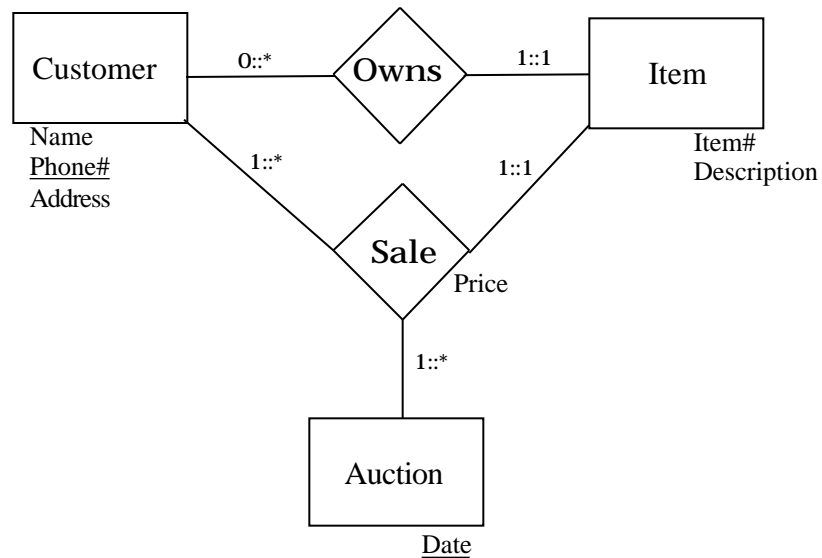 Customer
0::*
Owns
1::1
Item
Name
Phone#
Address
Item#
Description
1::*
1::1
Sale
Price
1::*
Auction
Date